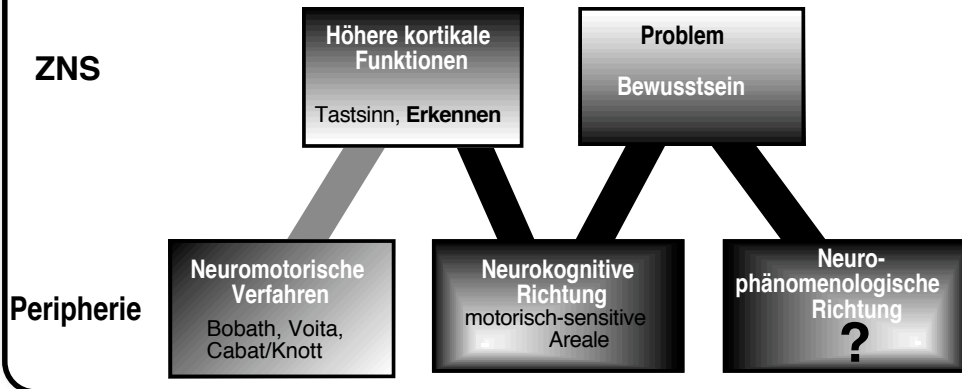 ZNS
Höhere kortikale
Funktionen
Tastsinn, Erkennen
Problem
Bewusstsein
Peripherie
Neuromotorische
Verfahren
Bobath, Voita,
Cabat/Knott
Neurokognitive
Richtung
motorisch-sensitive
Areale
Neuro-
phänomenologische
Richtung
?